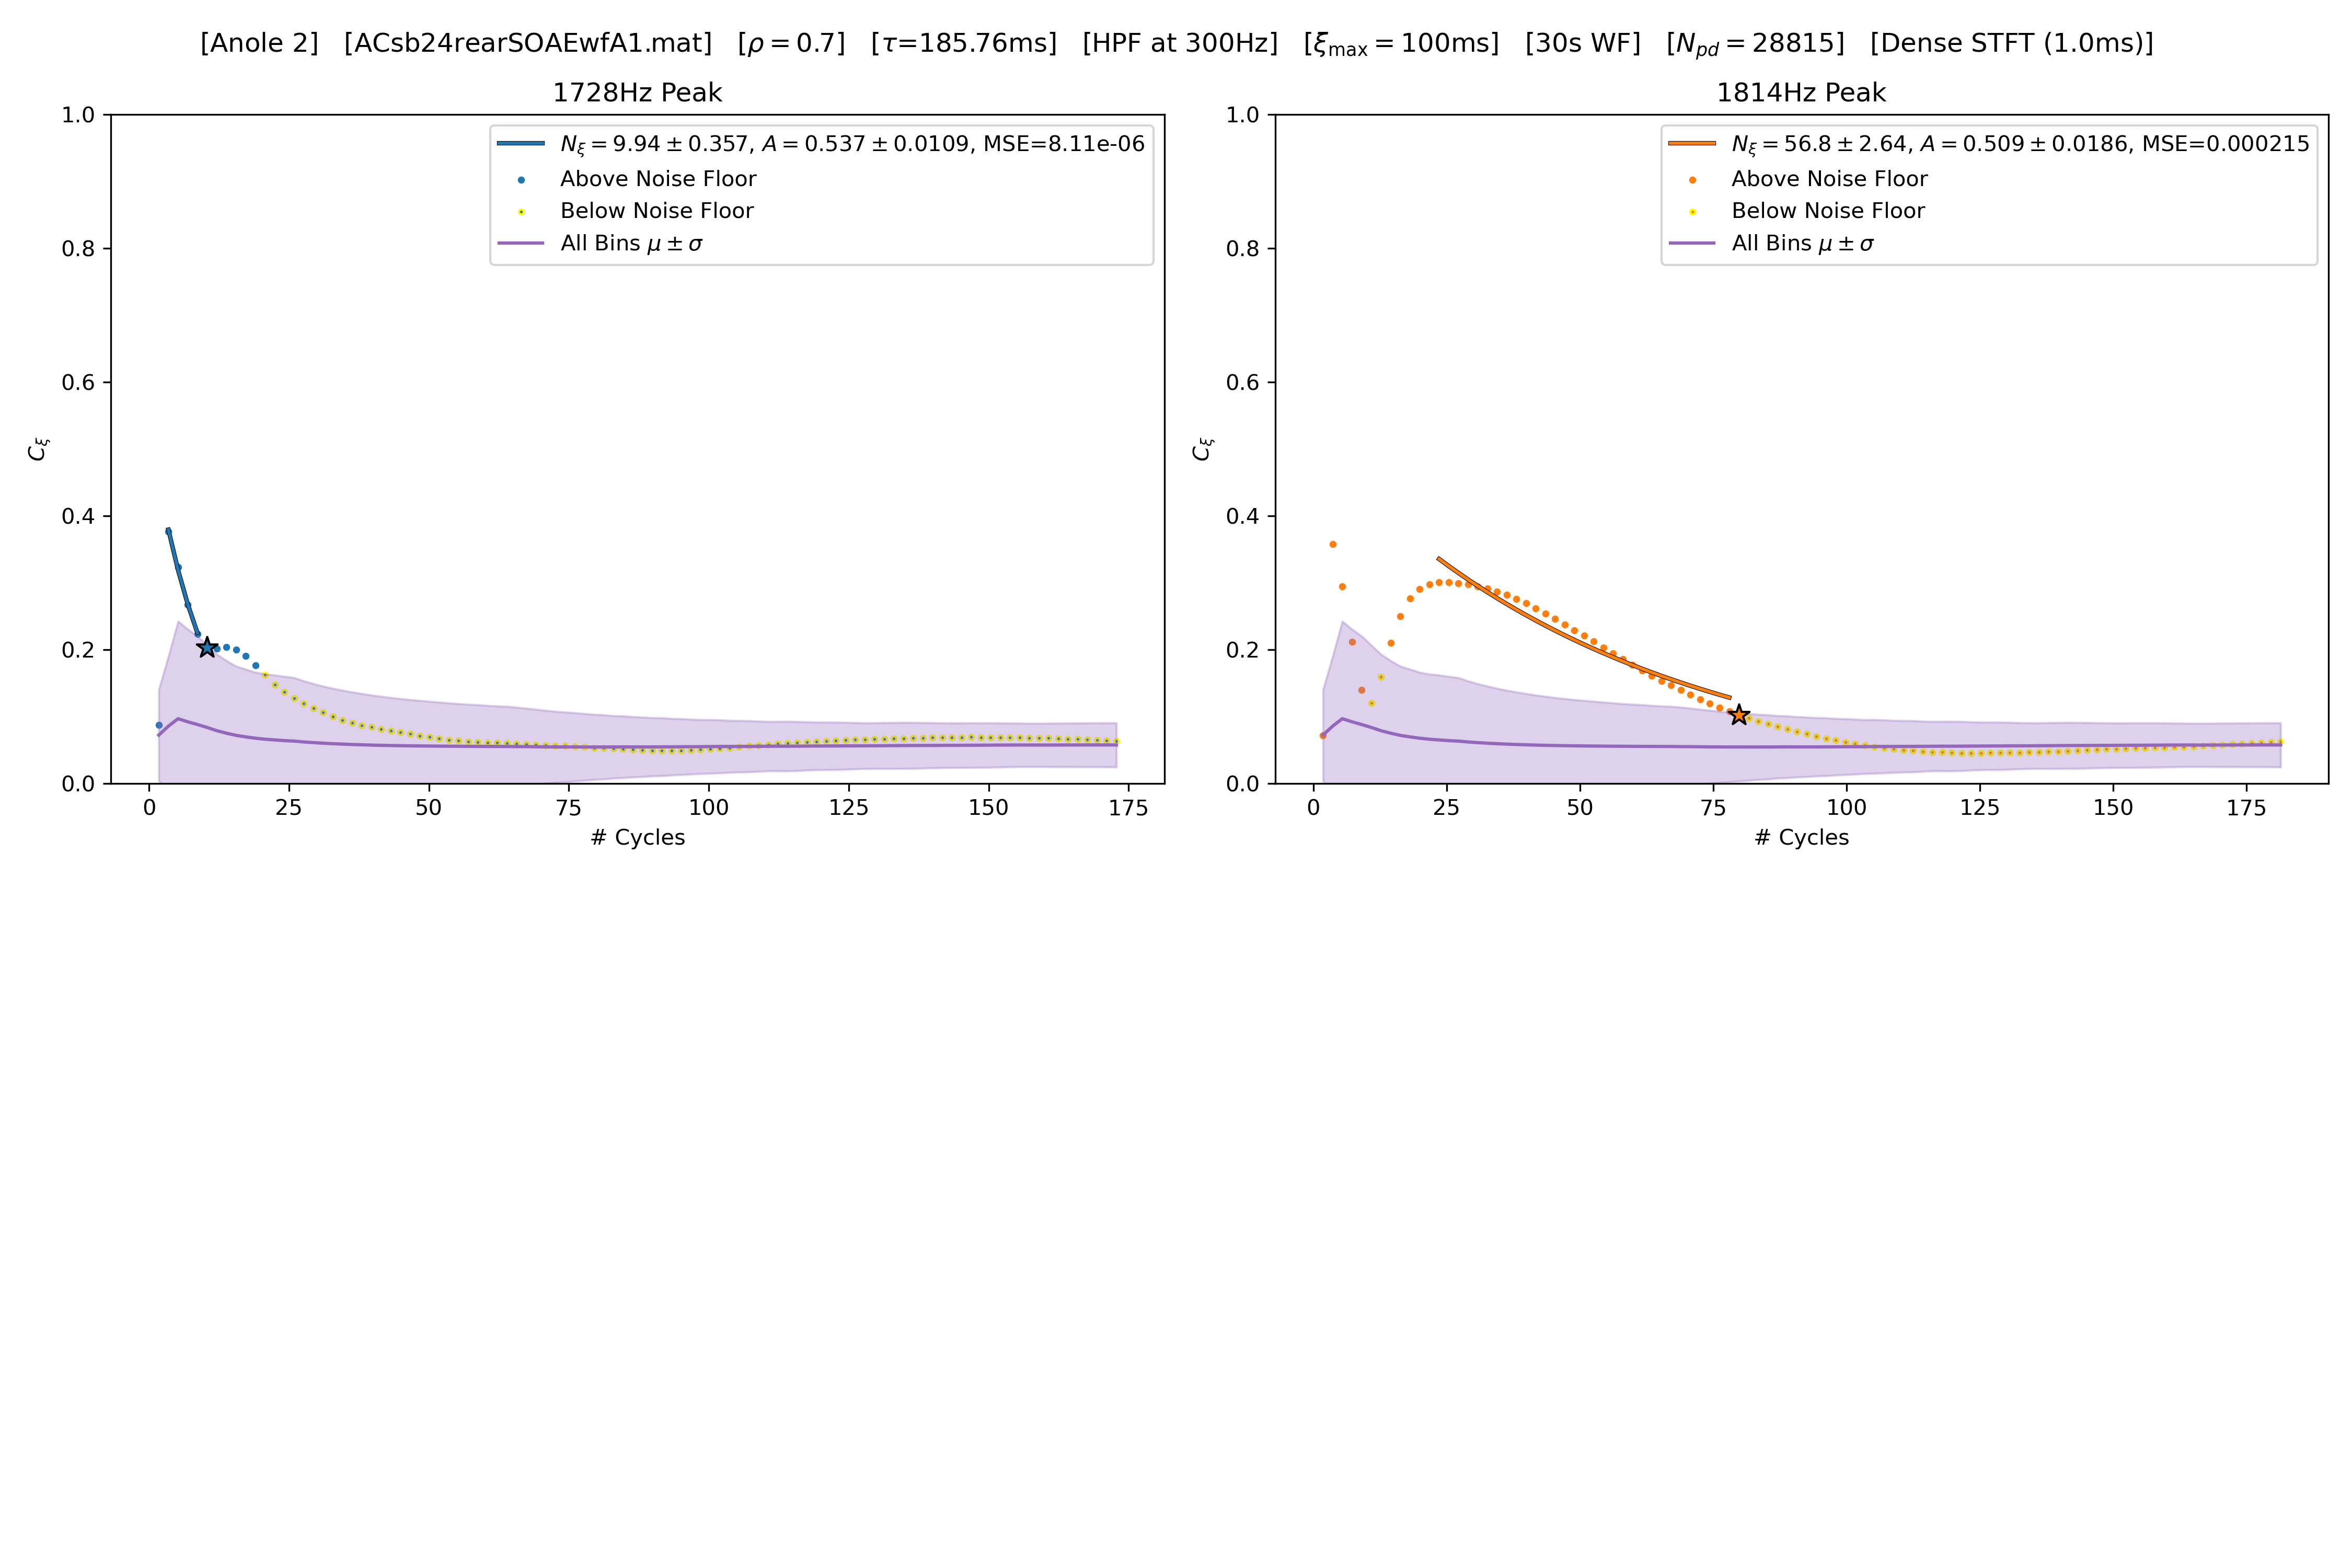 [Anole 2] [ACsb24rearSOAEwfA1.mat] [ρ = 0.7] [τ=185.76ms] [HPF at 300Hz] [ξmax = 100ms] [30s WF] [Npd = 28815] [Dense STFT (1.0ms)]
1728Hz Peak
Nξ = 9.94 ± 0.357, A = 0.537 ± 0.0109, MSE=8.11e-06
Above Noise Floor
Below Noise Floor
All Bins μ ± σ
1.0
0.8
0.6
0.4
0.2
0.0
Cξ
0 25 50 75 100 125 150 175
# Cycles
1814Hz Peak
Nξ = 56.8 ± 2.64, A = 0.509 ± 0.0186, MSE=0.000215
Above Noise Floor
Below Noise Floor
All Bins μ ± σ
1.0
0.8
0.6
0.4
0.2
0.0
Cξ
0 25 50 75 100 125 150 175
# Cycles